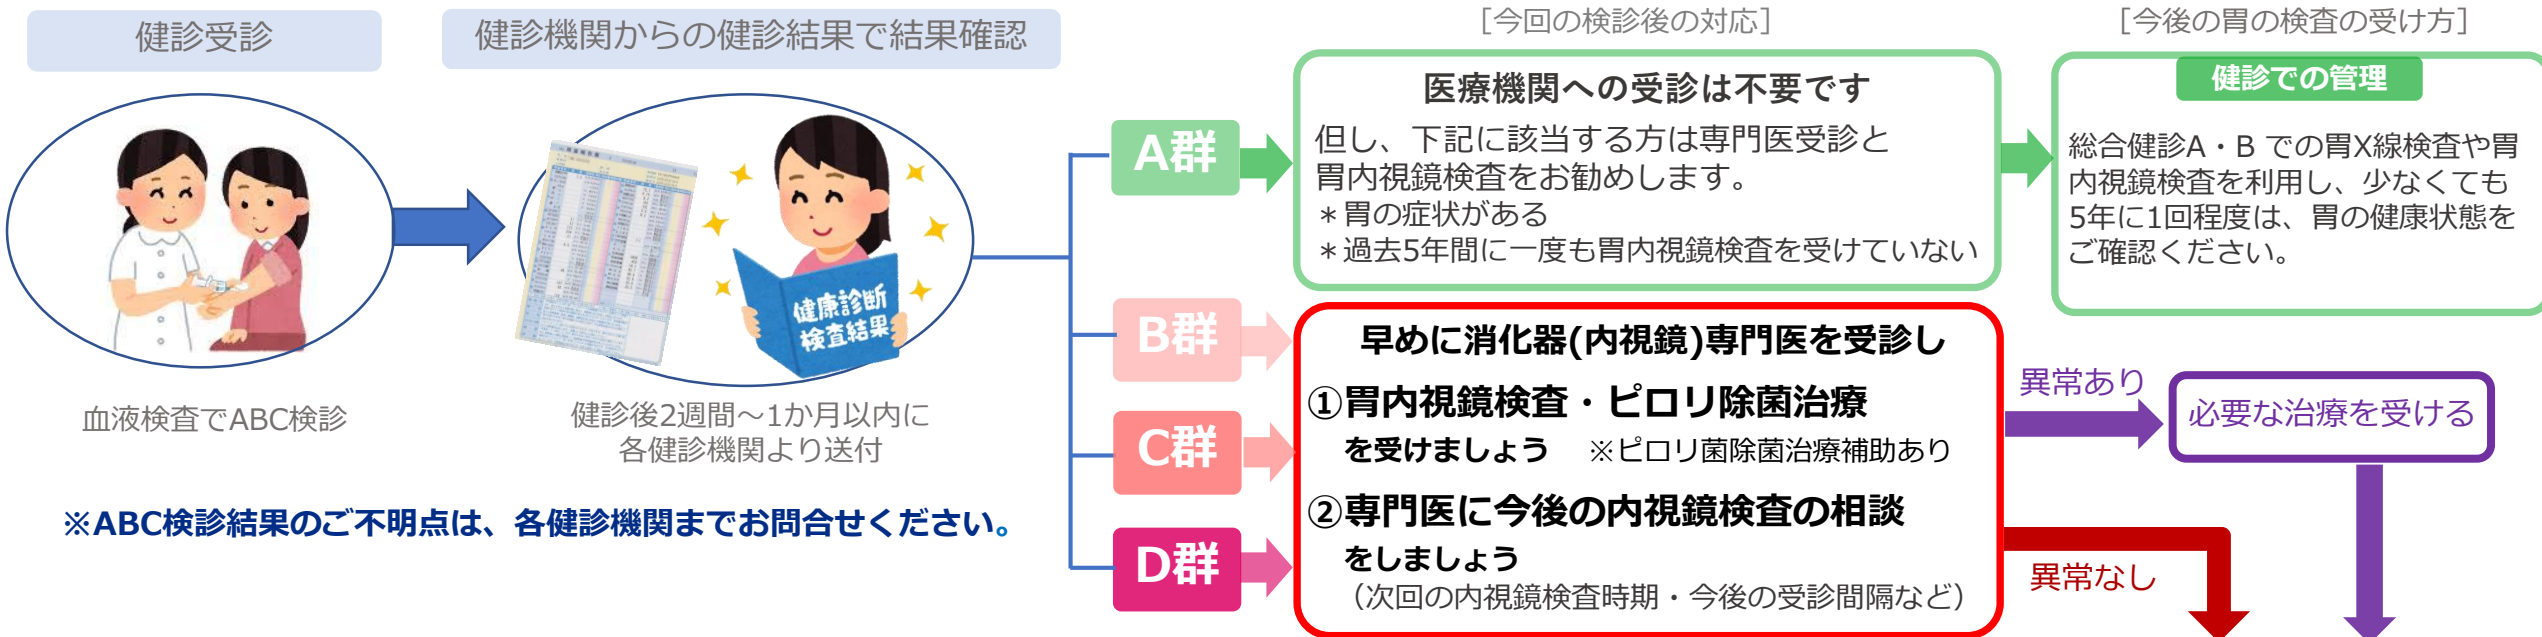 健診受診
健診機関からの健診結果で結果確認
健康診断
検査結果
血液検査でABC検診
健診後2週間～1か月以内に
各健診機関より送付
※ABC検診結果のご不明点は、各健診機関までお問合せください。
A群
B群
C群
D群
［今回の検診後の対応］
医療機関への受診は不要です
但し、下記に該当する方は専門医受診と
胃内視鏡検査をお勧めします。
＊胃の症状がある
＊過去5年間に一度も胃内視鏡検査を受けていない
早めに消化器(内視鏡)専門医を受診し
①胃内視鏡検査・ピロリ除菌治療
を受けましょう　※ピロリ菌除菌治療補助あり
②専門医に今後の内視鏡検査の相談
をしましょう
（次回の内視鏡検査時期・今後の受診間隔など）
［今後の胃の検査の受け方］
健診での管理
総合健診A・B での胃X線検査や胃
内視鏡検査を利用し、少なくても
5年に1回程度は、胃の健康状態を
ご確認ください。
異常あり
必要な治療を受ける
異常なし